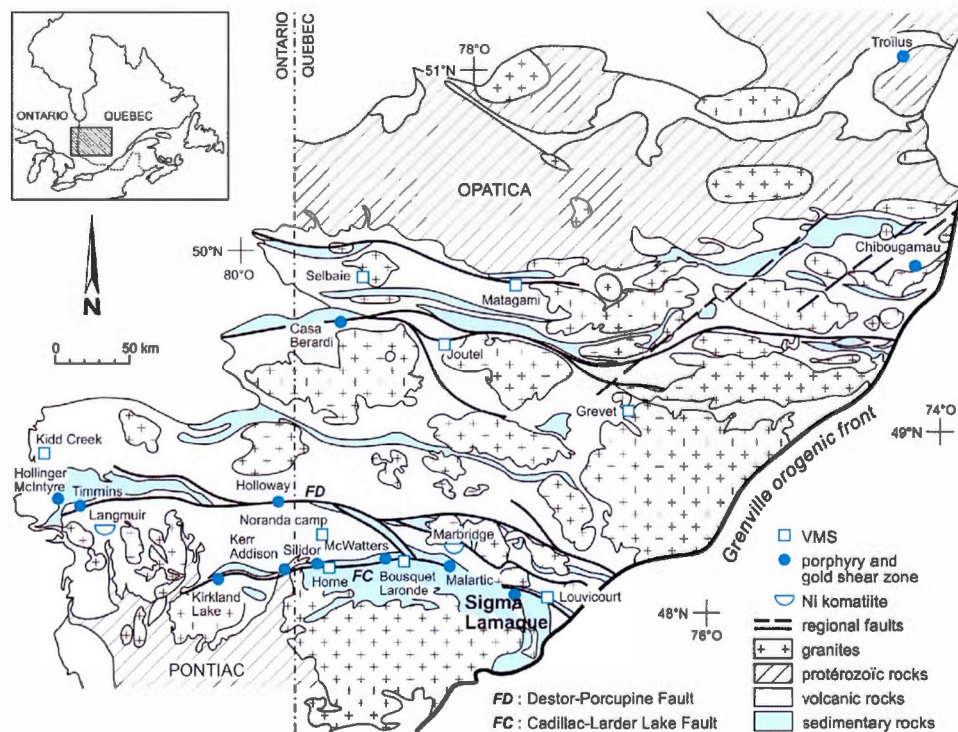 ONTARIO
QUEBEC
ONTARIO
QUEBEC
78°O
51°N
Troïlus
OPATICA
N
50°N
80°O
Selbaie
Matagami
Chibougamau
0 50 km
Casa
Berardi
Joutel
Grevet
74°O
49°N
Kidd Creek
Hollinger
McIntyre
Timmins
Langmuir
Holloway
FD
Noranda camp
Kerr
Addison
Silidor
McWatters
Marbridge
FC
Home
Bousquet
Laronde
Malartic
Kirkland
Lake
Sigma
Lamaque
Louvicourt
48°N
76°O
PONTIAC
Grenville orogenic front
VMS
porphyry and
gold shear zone
Ni komatiite
regional faults
granites
protérozoïc rocks
volcanic rocks
sedimentary rocks
FD : Destor-Porcupine Fault
FC : Cadillac-Larder Lake Fault